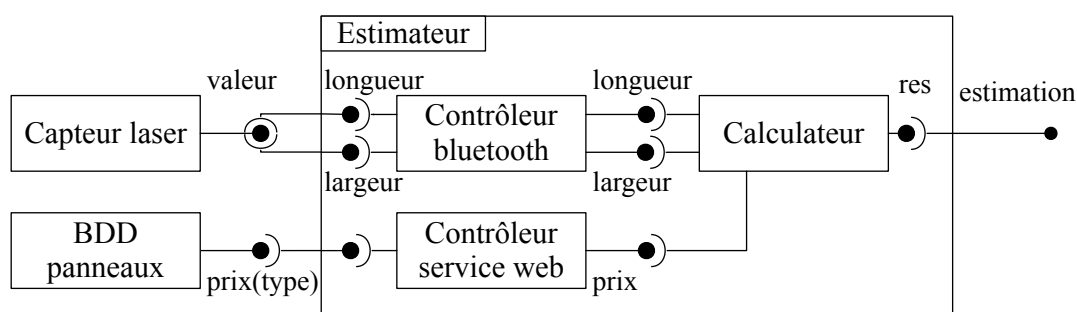 Estimateur
valeur
longueur
longueur
res
estimation
Capteur laser
Contrôleur
bluetooth
Calculateur
largeur
largeur
BDD
panneaux
Contrôleur
service web
prix(type)
prix